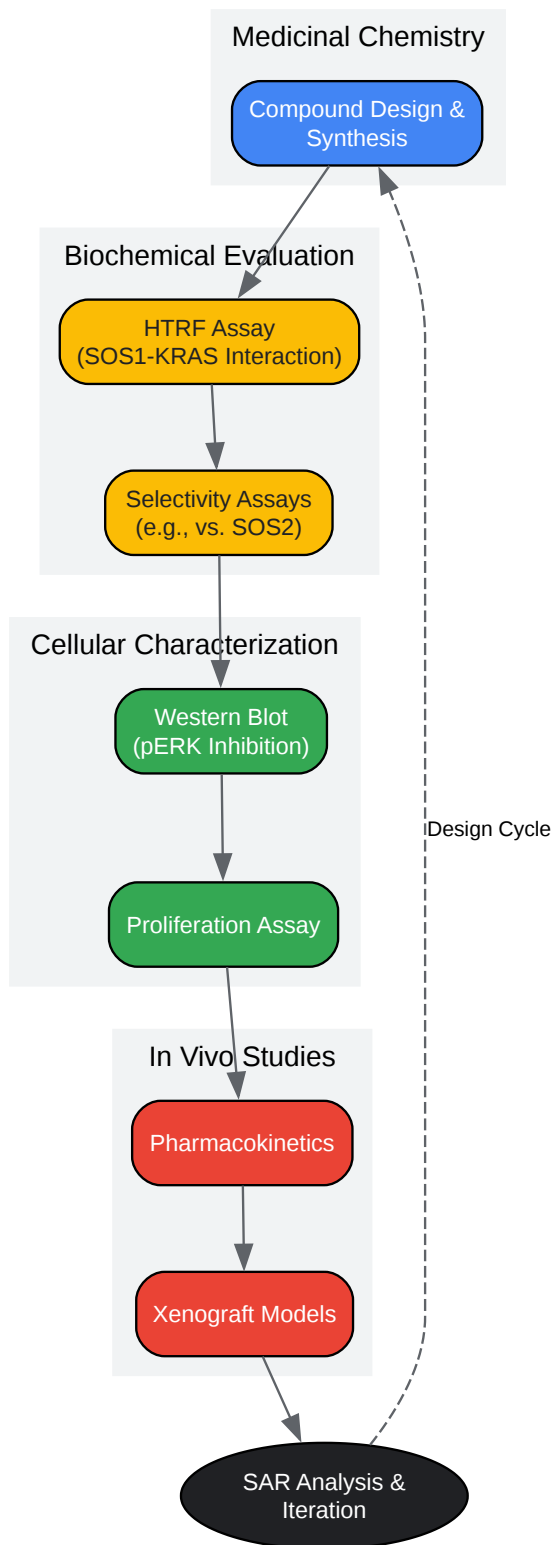 Medicinal Chemistry
Compound Design &
Synthesis
Biochemical Evaluation
HTRF Assay
(SOS1-KRAS Interaction)
Selectivity Assays
(e.g., vs. SOS2)
Cellular Characterization
Western Blot
(pERK Inhibition)
Design Cycle
Proliferation Assay
In Vivo Studies
Pharmacokinetics
Xenograft Models
SAR Analysis &
Iteration